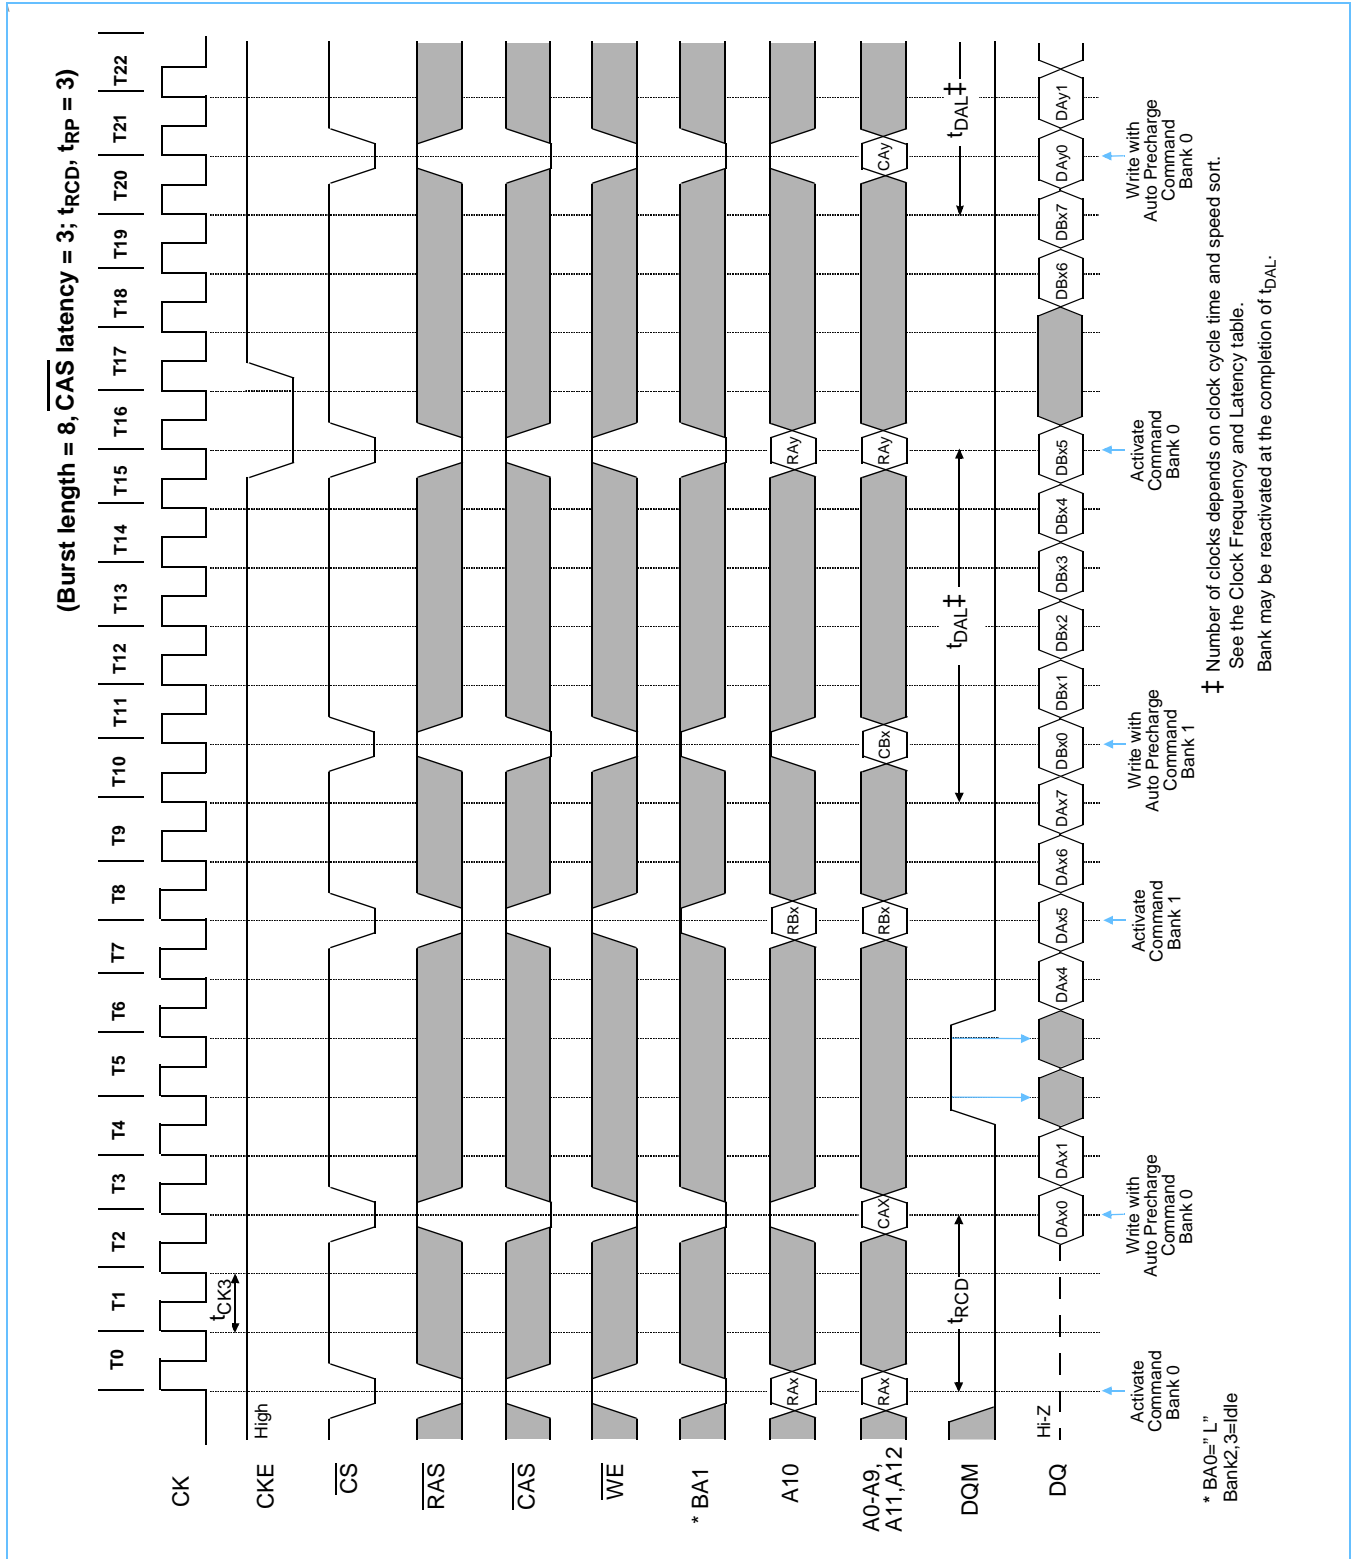 (Burst length = 8, CAS latency = 3; tRCD, tRP = 3)
T0 T1 T2 T3 T4 T5 T6 T7 T8 T9 T10 T11 T12 T13 T14 T15 T16 T17 T18 T19 T20 T21 T22
CK
tCK3
CKE
High
CS
RAS
CAS
WE
* BA1
A10
RAx RBx RAy
A0-A9,
A11,A12
RAx CAX RBx CBx RAy CAy
DQM
tRCD tDAL‡ tDAL‡
DQ
Hi-Z
DAx0 DAx1 DAx4 DAx5 DAx6 DAx7 DBx0 DBx1 DBx2 DBx3 DBx4 DBx5 DBx6 DBx7 DAy0 DAy1
Activate
Command
Bank 0
Write with
Auto Precharge
Command
Bank 0
Activate
Command
Bank 1
Write with
Auto Precharge
Command
Bank 1
Activate
Command
Bank 0
Write with
Auto Precharge
Command
Bank 0
* BA0=” L”
Bank2,3=Idle
‡ Number of clocks depends on clock cycle time and speed sort.
See the Clock Frequency and Latency table.
Bank may be reactivated at the completion of tDAL.